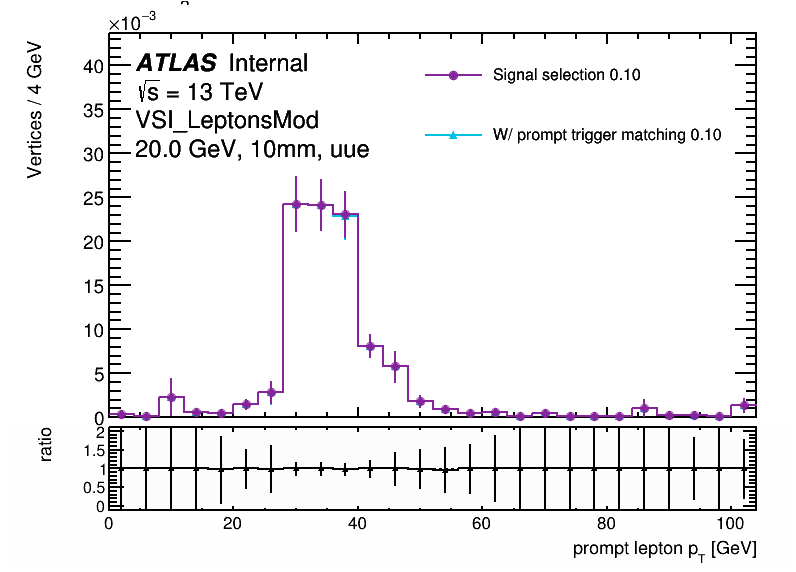 ×10⁻³
Vertices / 4 GeV
40
35
30
25
20
15
10
5
0
ATLAS Internal
√s = 13 TeV
VSI_LeptonsMod
20.0 GeV, 10mm, uue
Signal selection 0.10
W/ prompt trigger matching 0.10
ratio
2
1.5
1
0.5
0
0 20 40 60 80 100
prompt lepton p_T [GeV]